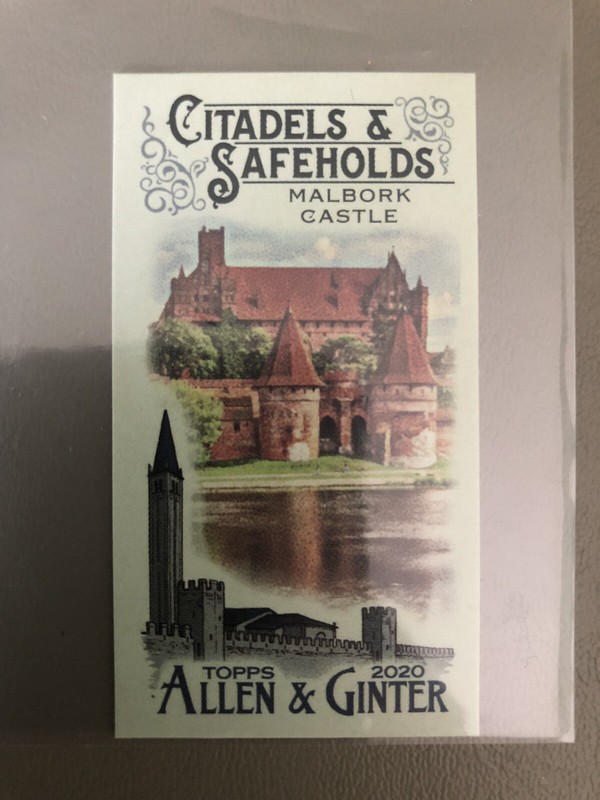 CITADELS &
SAFEHOLDS
MALBORK
CASTLE
TOPPS 2020
ALLEN & GINTER